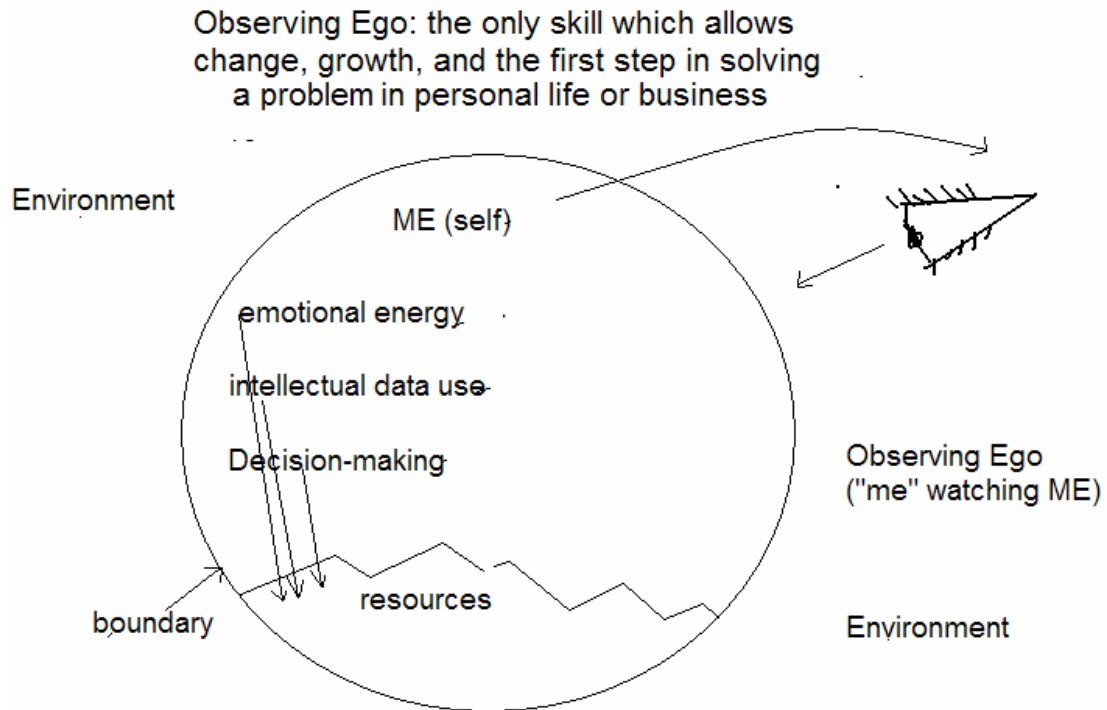 Observing Ego: the only skill which allows
change, growth, and the first step in solving
a problem in personal life or business
Environment
ME (self)
emotional energy
intellectual data use
Decision-making
Observing Ego
("me" watching ME)
resources
boundary
Environment